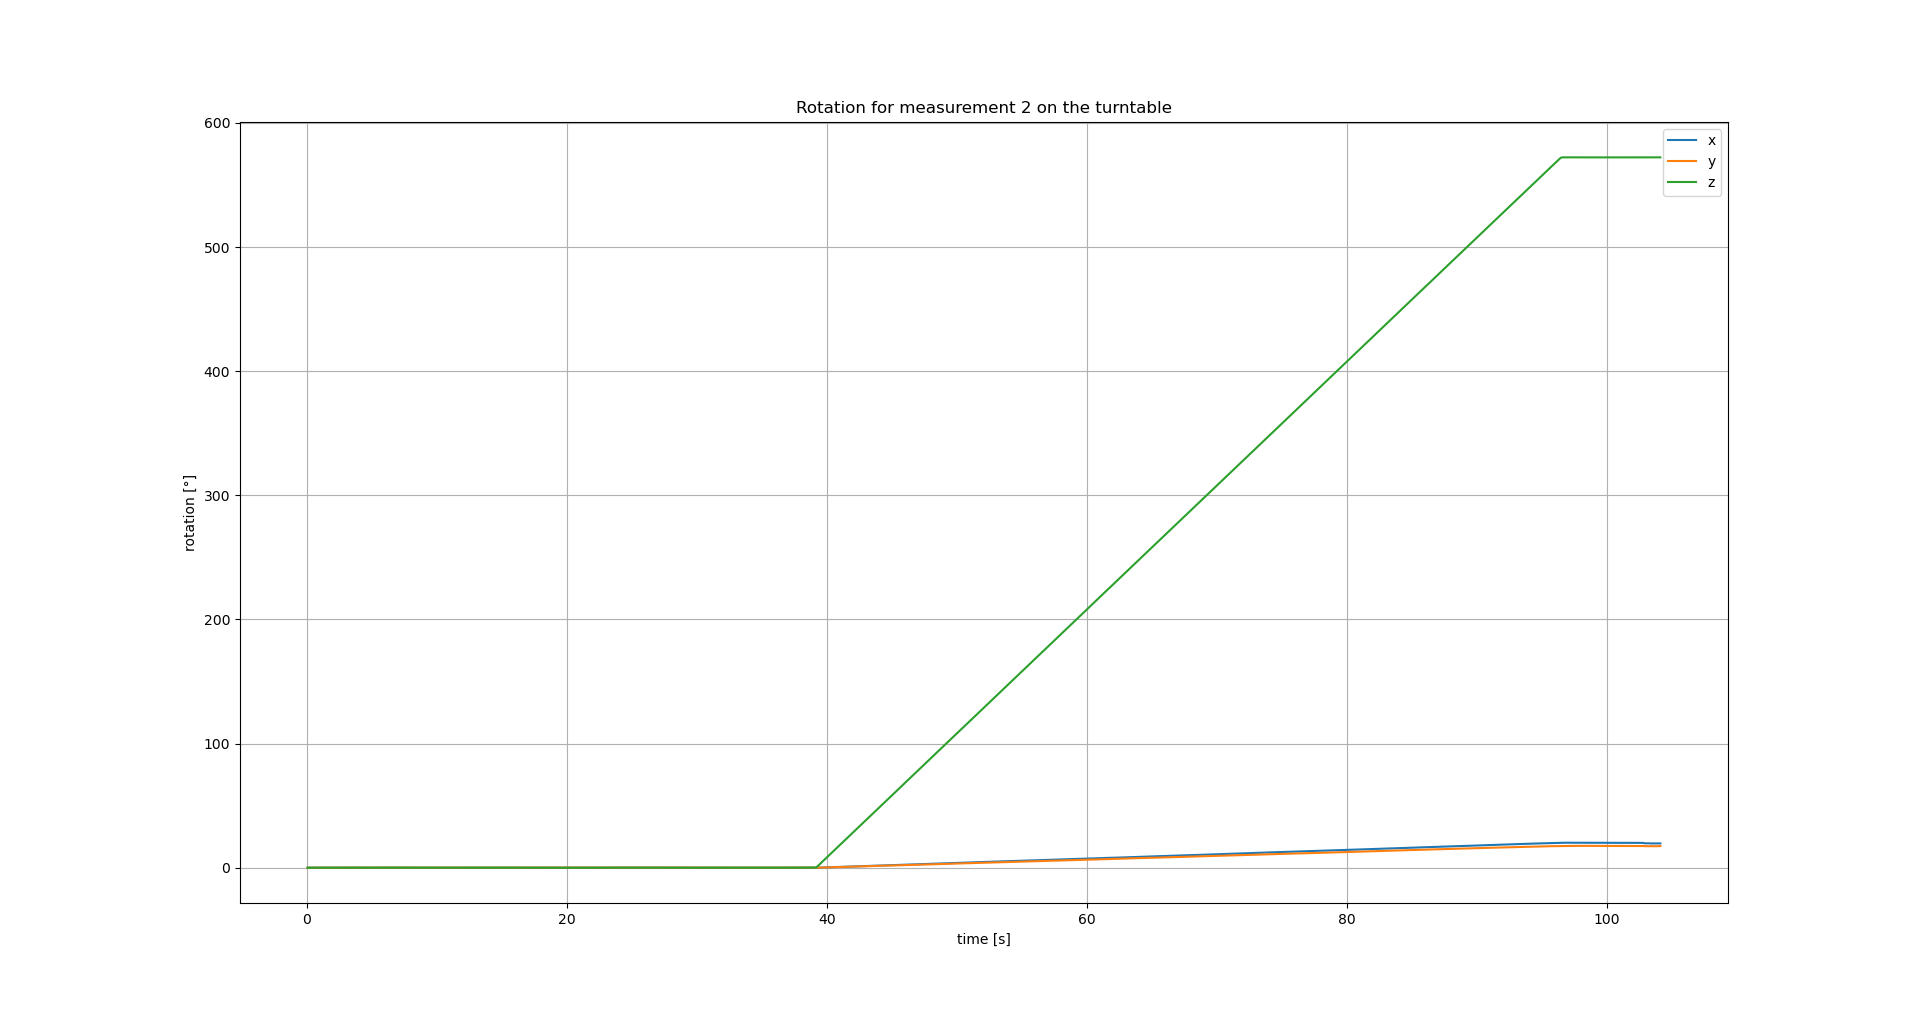 Rotation for measurement 2 on the turntable
600
500
400
300
200
100
0
rotation [°]
x
y
z
0 20 40 60 80 100
time [s]